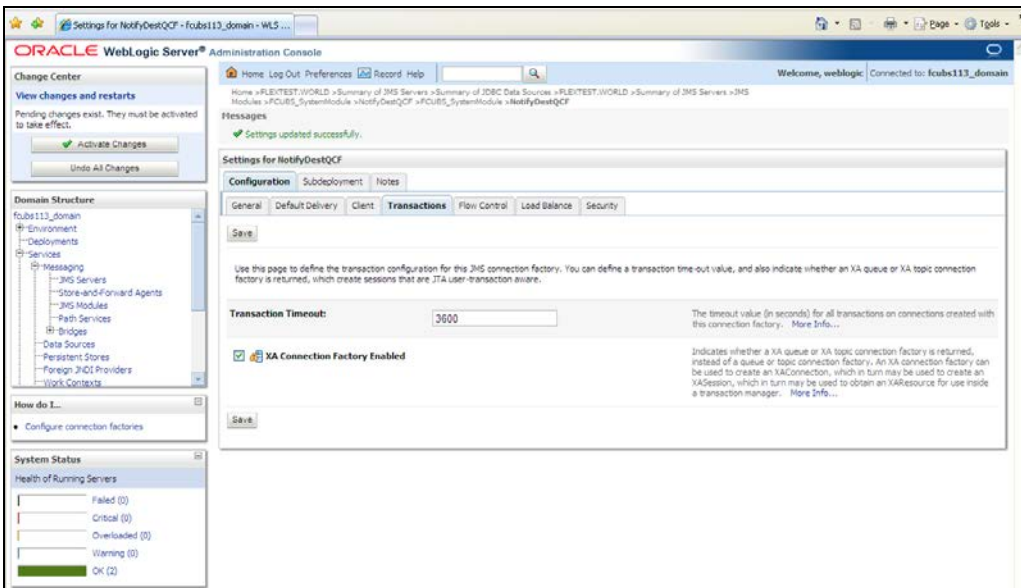 Settings for NotifyDestQCF - fcubs113_domain - WLS ...
Page Tools
ORACLE WebLogic Server® Administration Console
Change Center
View changes and restarts
Pending changes exist. They must be activated
to take effect.
Activate Changes
Undo All Changes
Domain Structure
fcubs113_domain
Environment
Deployments
Services
Messaging
JMS Servers
Store-and-Forward Agents
JMS Modules
Path Services
Bridges
Data Sources
Persistent Stores
Foreign JNDI Providers
Work Contexts
How do I...
Configure connection factories
System Status
Health of Running Servers
Failed (0)
Critical (0)
Overloaded (0)
Warning (0)
OK (2)
Home Log Out Preferences Record Help
Welcome, weblogic Connected to: fcubs113_domain
Home >FLEXTEST.WORLD >Summary of JMS Servers >Summary of JDBC Data Sources >FLEXTEST.WORLD >Summary of JMS Servers >JMS
Modules >FCUBS_SystemModule >NotifyDestQCF >FCUBS_SystemModule >NotifyDestQCF
Messages
Settings updated successfully.
Settings for NotifyDestQCF
Configuration Subdeployment Notes
General Default Delivery Client Transactions Flow Control Load Balance Security
Save
Use this page to define the transaction configuration for this JMS connection factory. You can define a transaction time-out value, and also indicate whether an XA queue or XA topic connection
factory is returned, which create sessions that are JTA user-transaction aware.
Transaction Timeout:
3600
The timeout value (in seconds) for all transactions on connections created with
this connection factory. More Info...
XA Connection Factory Enabled
Indicates whether a XA queue or XA topic connection factory is returned,
instead of a queue or topic connection factory. An XA connection factory can
be used to create an XAConnection, which in turn may be used to create an
XASession, which in turn may be used to obtain an XAResource for use inside
a transaction manager. More Info...
Save